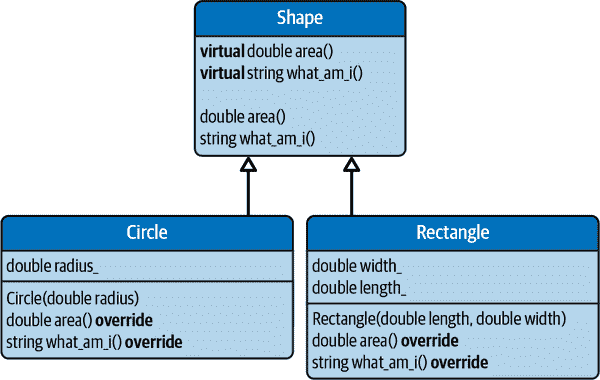 Shape
virtual double area()
virtual string what_am_i()
double area()
string what_am_i()
Circle
double radius_
Circle(double radius)
double area() override
string what_am_i() override
Rectangle
double width_
double length_
Rectangle(double length, double width)
double area() override
string what_am_i() override